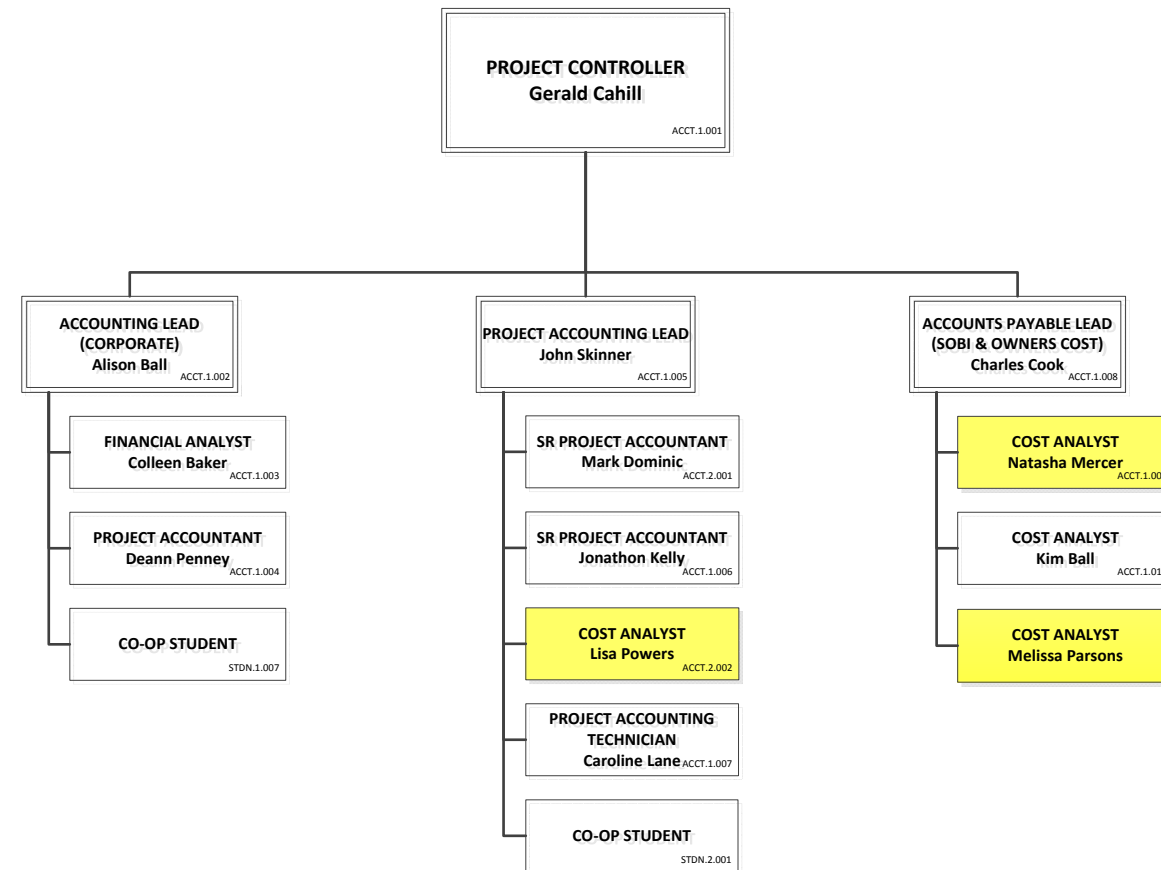 PROJECT CONTROLLER
Gerald Cahill
ACCT.1.001
ACCOUNTING LEAD
(CORPORATE)
Alison Ball
ACCT.1.002
FINANCIAL ANALYST
Colleen Baker
ACCT.1.003
PROJECT ACCOUNTANT
Deann Penney
ACCT.1.004
CO-OP STUDENT
STDN.1.007
PROJECT ACCOUNTING LEAD
John Skinner
ACCT.1.005
SR PROJECT ACCOUNTANT
Mark Dominic
ACCT.2.001
SR PROJECT ACCOUNTANT
Jonathon Kelly
ACCT.1.006
COST ANALYST
Lisa Powers
ACCT.2.002
PROJECT ACCOUNTING
TECHNICIAN
Caroline Lane
ACCT.1.007
CO-OP STUDENT
STDN.2.001
ACCOUNTS PAYABLE LEAD
(SOBI & OWNERS COST)
Charles Cook
ACCT.1.008
COST ANALYST
Natasha Mercer
COST ANALYST
Kim Ball
COST ANALYST
Melissa Parsons